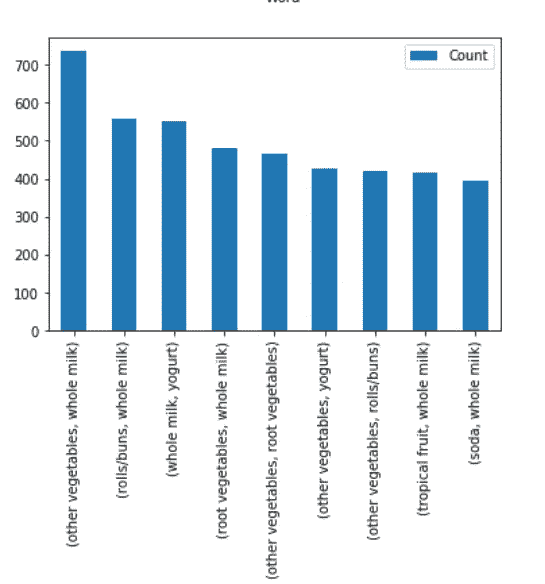 Word
Count
700
600
500
400
300
200
100
0
(other vegetables, whole milk)
(rolls/buns, whole milk)
(whole milk, yogurt)
(root vegetables, whole milk)
(other vegetables, root vegetables)
(other vegetables, yogurt)
(other vegetables, rolls/buns)
(tropical fruit, whole milk)
(soda, whole milk)